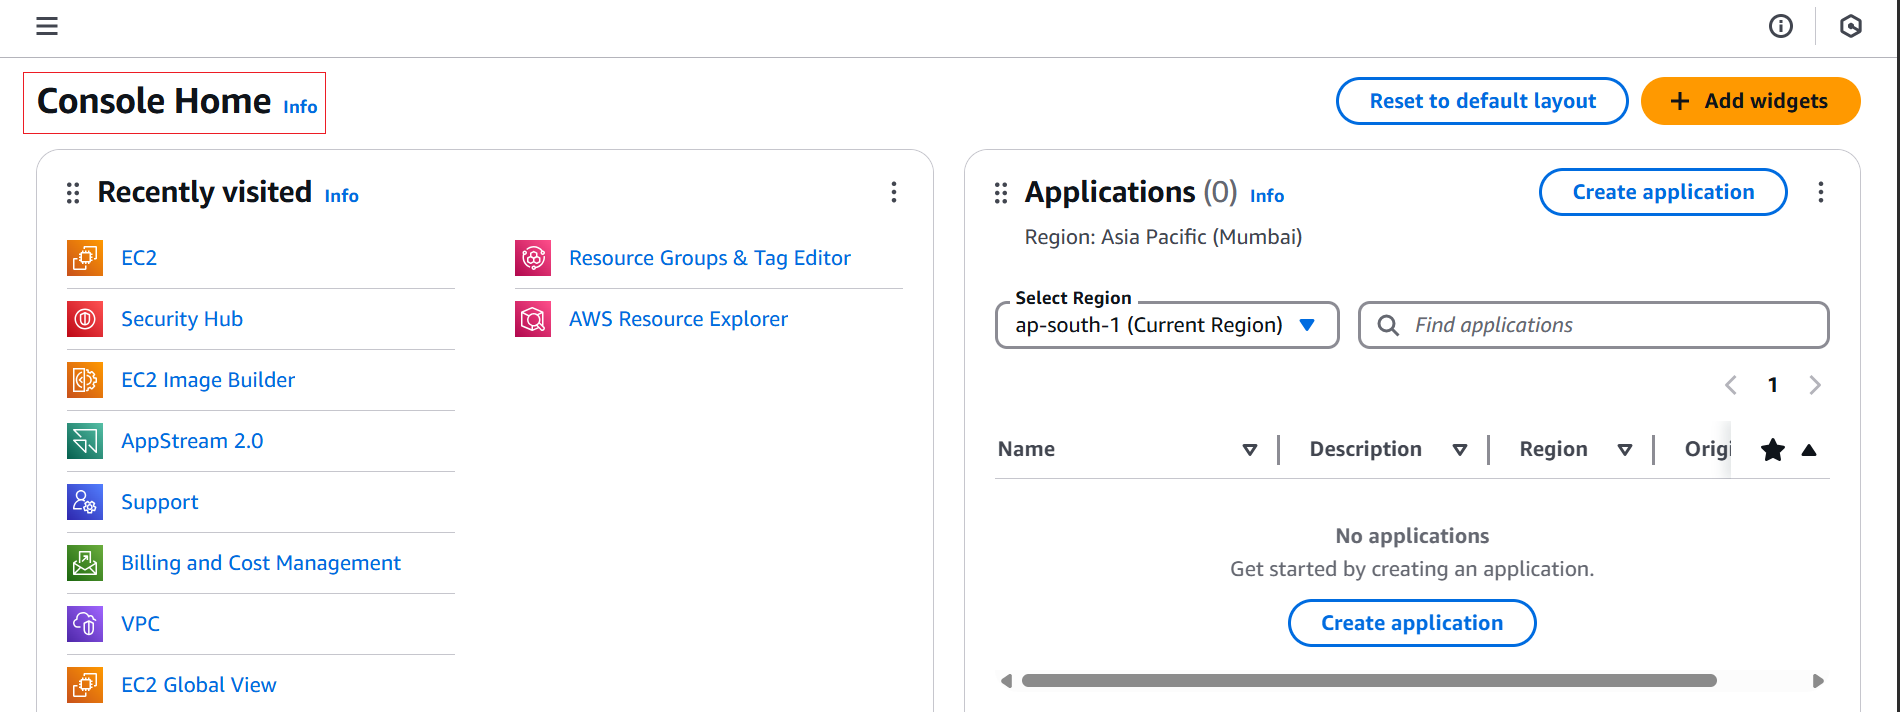 Console Home Info
Reset to default layout
+ Add widgets
Recently visited Info
EC2
Security Hub
EC2 Image Builder
AppStream 2.0
Support
Billing and Cost Management
VPC
EC2 Global View
Resource Groups & Tag Editor
AWS Resource Explorer
Applications (0) Info
Create application
Region: Asia Pacific (Mumbai)
Select Region
ap-south-1 (Current Region)
Find applications
1
Name Description Region Origi
No applications
Get started by creating an application.
Create application